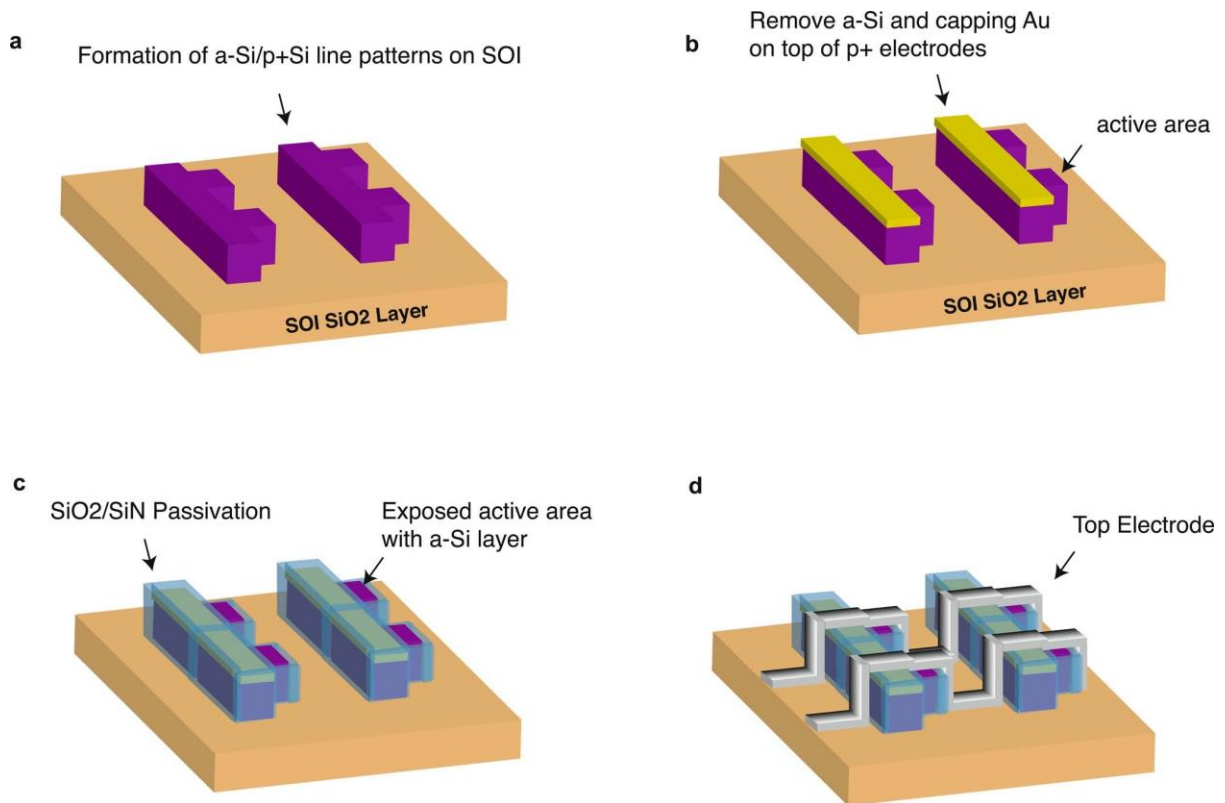 a
Formation of a-Si/p+Si line patterns on SOI
SOI SiO2 Layer
b
Remove a-Si and capping Au
on top of p+ electrodes
active area
SOI SiO2 Layer
c
SiO2/SiN Passivation
Exposed active area
with a-Si layer
d
Top Electrode